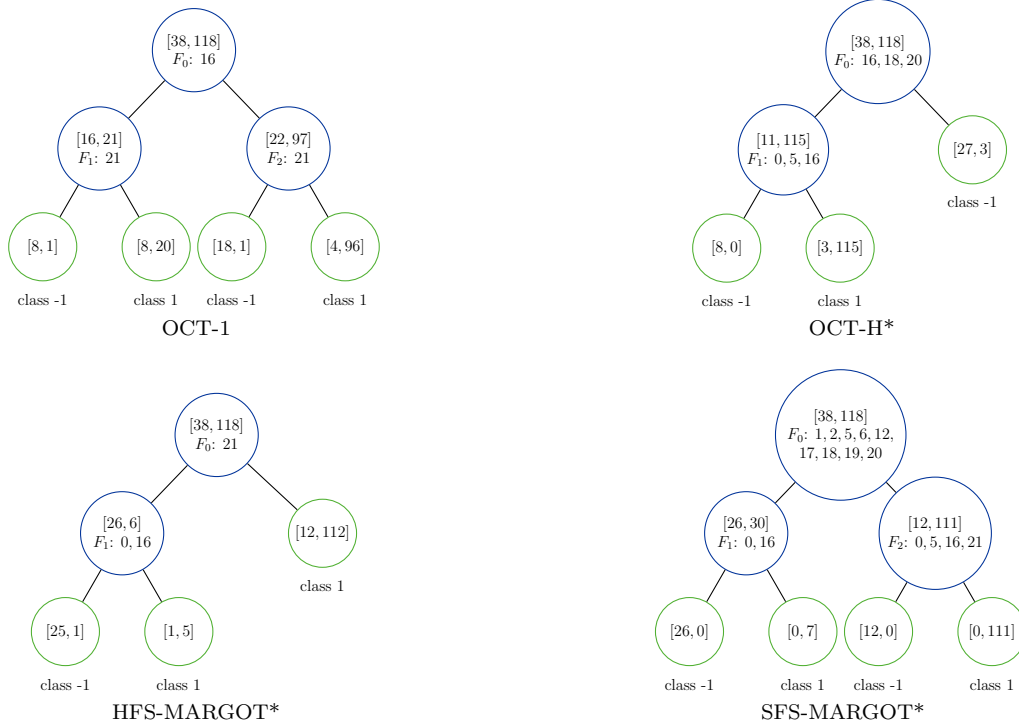 [38, 118]
F₀: 16
[16, 21]
F₁: 21
[22, 97]
F₂: 21
[8, 1]
[8, 20]
[18, 1]
[4, 96]
class -1
class 1
class -1
class 1
OCT-1
[38, 118]
F₀: 16, 18, 20
[11, 115]
F₁: 0, 5, 16
[27, 3]
class -1
[8, 0]
[3, 115]
class -1
class 1
OCT-H*
[38, 118]
F₀: 21
[26, 6]
F₁: 0, 16
[12, 112]
class 1
[25, 1]
[1, 5]
class -1
class 1
HFS-MARGOT*
[38, 118]
F₀: 1, 2, 5, 6, 12,
17, 18, 19, 20
[26, 30]
F₁: 0, 16
[12, 111]
F₂: 0, 5, 16, 21
[26, 0]
[0, 7]
[12, 0]
[0, 111]
class -1
class 1
class -1
class 1
SFS-MARGOT*